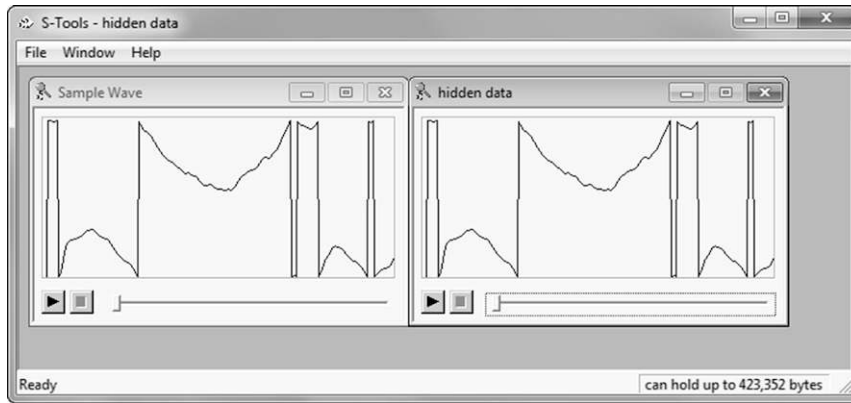 S-Tools - hidden data
File Window Help
Sample Wave
hidden data
Ready
can hold up to 423,352 bytes